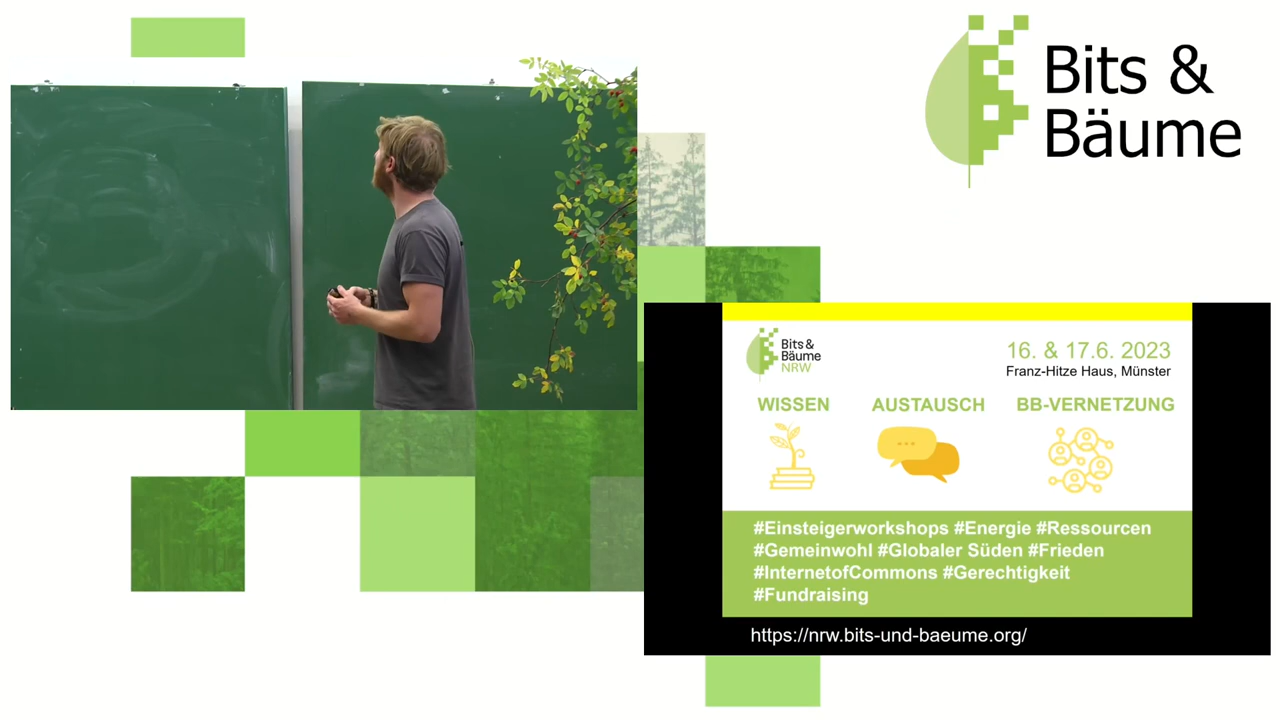 Bits &
Bäume
Bits &
Bäume
NRW
16. & 17.6. 2023
Franz-Hitze Haus, Münster
WISSEN
AUSTAUSCH
BB-VERNETZUNG
#Einsteigerworkshops #Energie #Ressourcen
#Gemeinwohl #Globaler Süden #Frieden
#InternetofCommons #Gerechtigkeit
#Fundraising
https://nrw.bits-und-baeume.org/